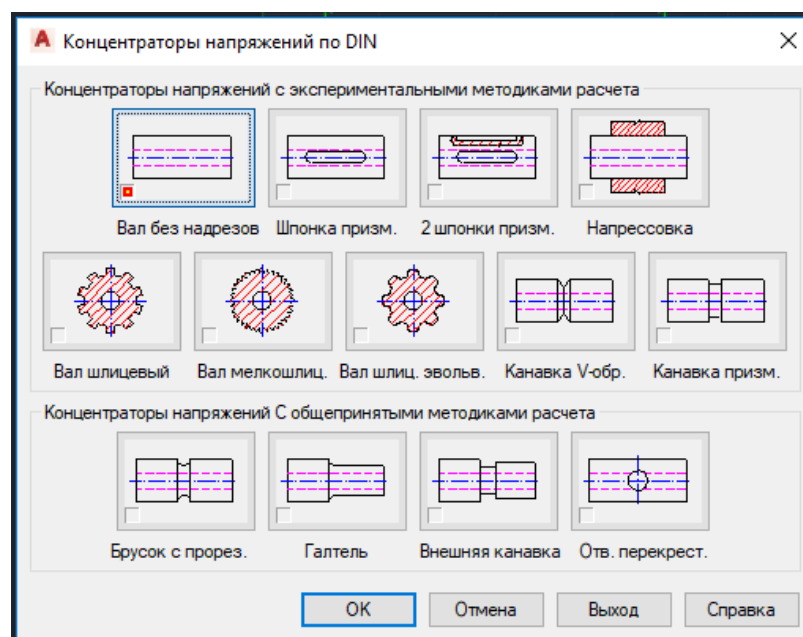 Концентраторы напряжений по DIN
Концентраторы напряжений с экспериментальными методиками расчета
Вал без надрезов Шпонка призм. 2 шпонки призм. Напрессовка
Вал шлицевый Вал мелкошлиц. Вал шлиц. эвольв. Канавка V-обр. Канавка призм.
Концентраторы напряжений С общепринятыми методиками расчета
Брусок с прорез. Галтель Внешняя канавка Отв. перекрест.
OK Отмена Выход Справка